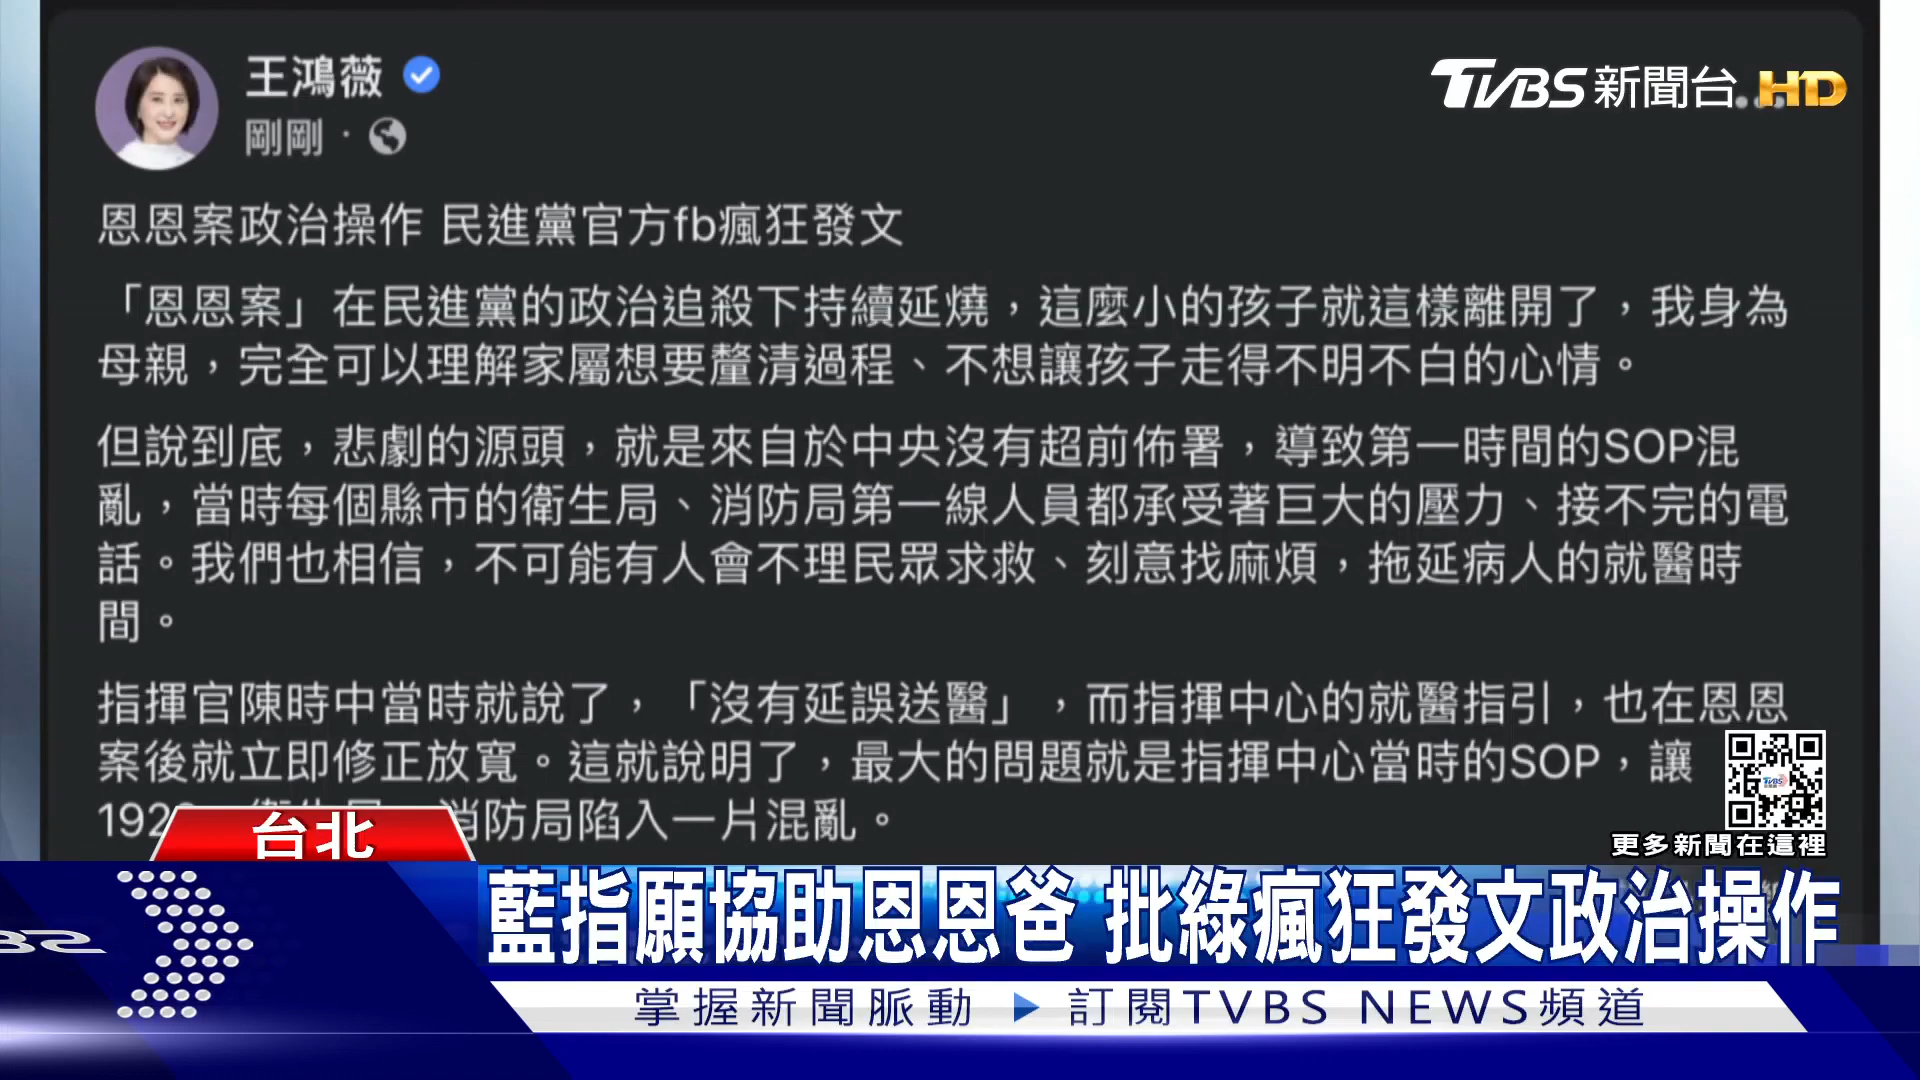 王鴻薇
剛剛 ·
TVBS新聞台 HD
恩恩案政治操作 民進黨官方fb瘋狂發文
「恩恩案」在民進黨的政治追殺下持續延燒，這麼小的孩子就這樣離開了，我身為
母親，完全可以理解家屬想要釐清過程、不想讓孩子走得不明不白的心情。
但說到底，悲劇的源頭，就是來自於中央沒有超前佈署，導致第一時間的SOP混
亂，當時每個縣市的衛生局、消防局第一線人員都承受著巨大的壓力、接不完的電
話。我們也相信，不可能有人會不理民眾求救、刻意找麻煩，拖延病人的就醫時
間。
指揮官陳時中當時就說了，「沒有延誤送醫」，而指揮中心的就醫指引，也在恩恩
案後就立即修正放寬。這就說明了，最大的問題就是指揮中心當時的SOP，讓
消防局陷入一片混亂。
TVBS
更多新聞在這裡
台北
藍指願協助恩恩爸 批綠瘋狂發文政治操作
掌握新聞脈動 訂閱TVBS NEWS頻道